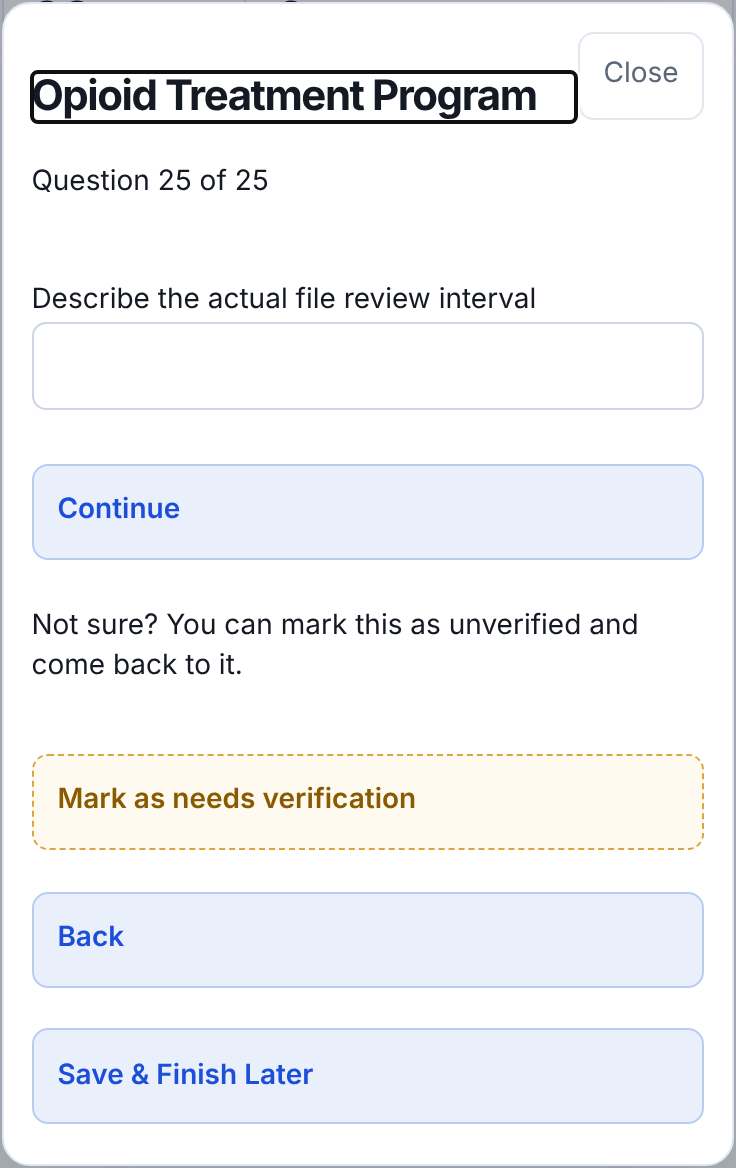 Opioid Treatment Program
Close
Question 25 of 25
Describe the actual file review interval
Continue
Not sure? You can mark this as unverified and
come back to it.
Mark as needs verification
Back
Save & Finish Later